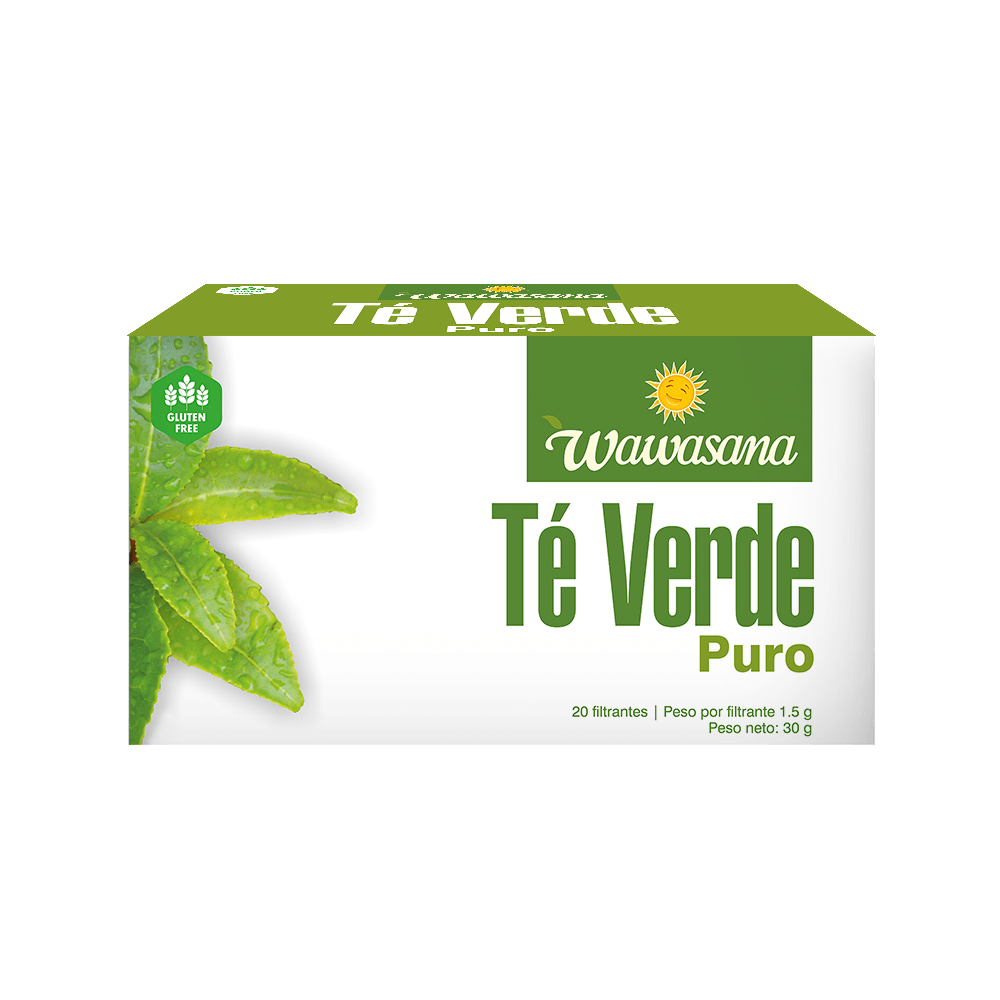 Wawasana
Té Verde
Puro
GLUTEN
FREE
Wawasana
Té Verde
Puro
20 filtrantes | Peso por filtrante 1.5 g
Peso neto: 30 g